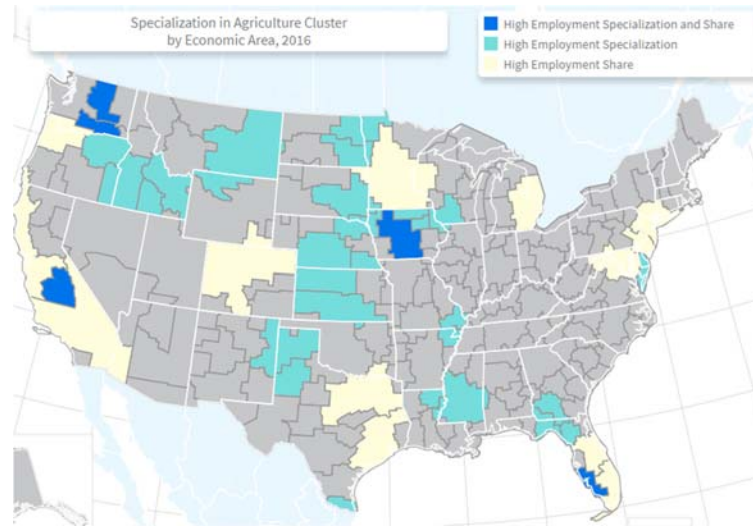 Specialization in Agriculture Cluster
by Economic Area, 2016
High Employment Specialization and Share
High Employment Specialization
High Employment Share